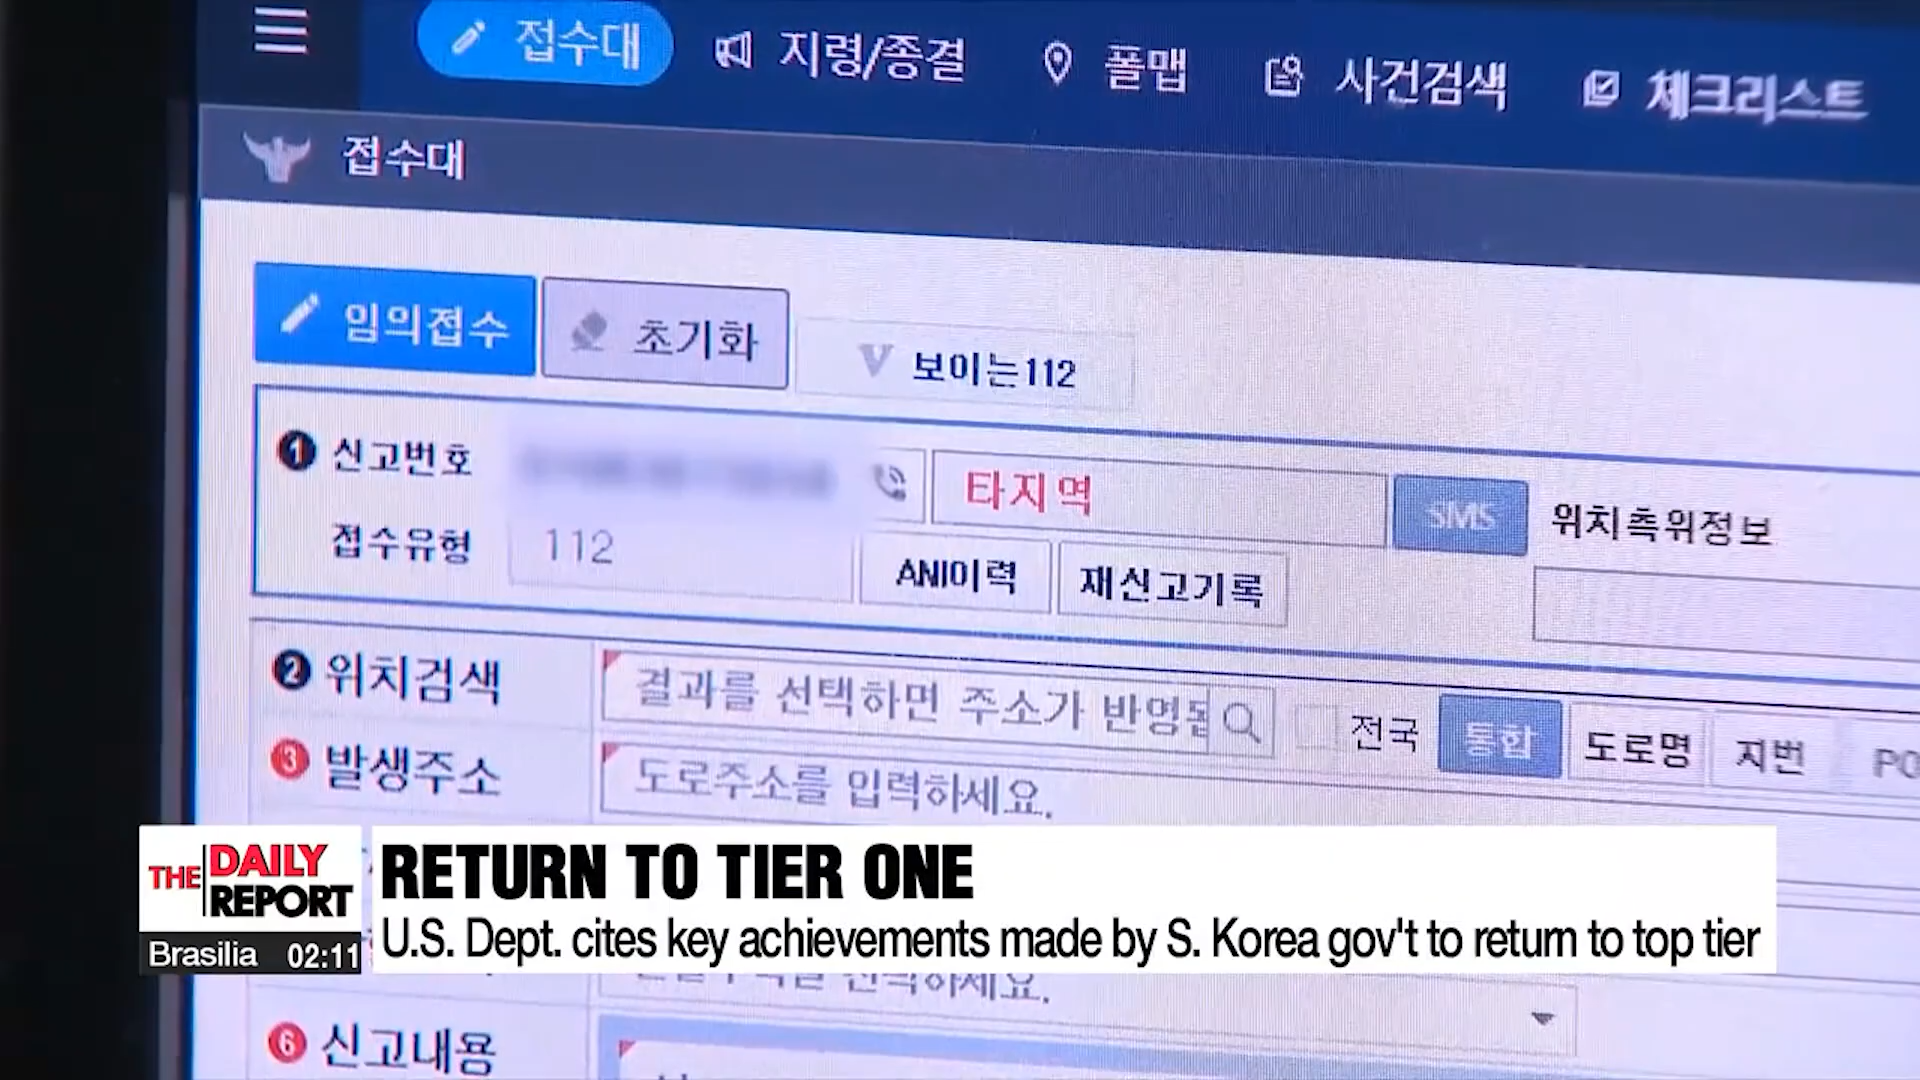 접수대 지령/종결 폴맵 사건검색 체크리스트
접수대
임의접수 초기화 보이는112
1 신고번호 타지역 SMS 위치측위정보
접수유형 112 ANI이력 재신고기록
2 위치검색 결과를 선택하면 주소가 반영됨 전국 통합 도로명 지번
3 발생주소 도로주소를 입력하세요.
THE DAILY REPORT
RETURN TO TIER ONE
Brasilia 02:11
U.S. Dept. cites key achievements made by S. Korea gov't to return to top tier
6 신고내용